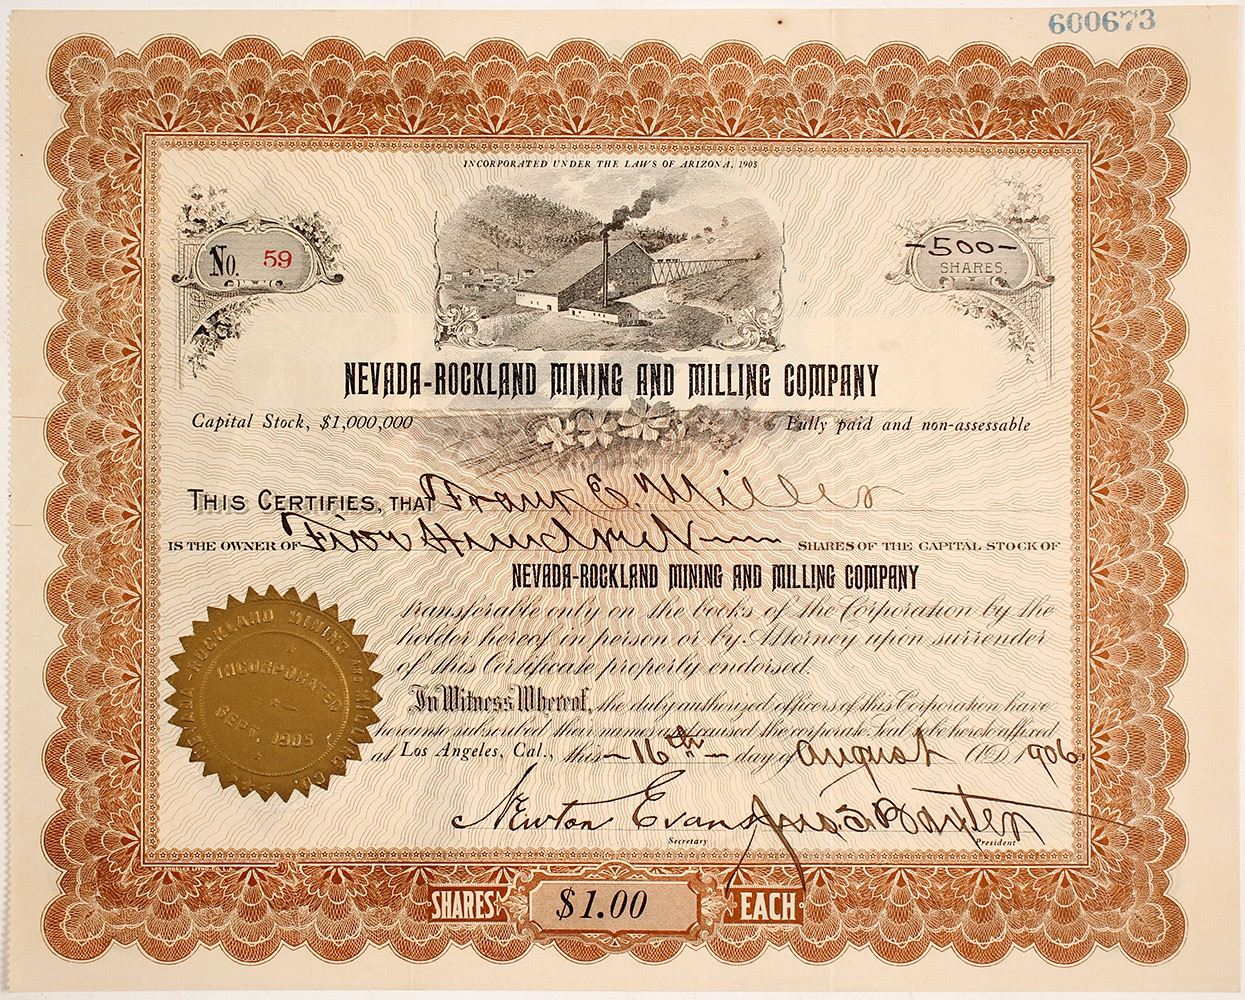 600673
INCORPORATED UNDER THE LAWS OF ARIZONA, 1905
No. 59
-500-
SHARES.
NEVADA-ROCKLAND MINING AND MILLING COMPANY
Capital Stock, $1,000,000
Fully paid and non-assessable
THIS CERTIFIES, THAT Frank E. Miller
IS THE OWNER OF Five Hundred SHARES OF THE CAPITAL STOCK OF
NEVADA-ROCKLAND MINING AND MILLING COMPANY
transferable only on the books of the Corporation by the
holder hereof in person or by Attorney upon surrender
of this Certificate properly endorsed.
In Witness Whereof, the duly authorized officers of this Corporation have
hereunto subscribed their names and caused the corporate Seal to be hereto affixed
at Los Angeles, Cal., this -16th- day of August A.D. 1906
NEVADA-ROCKLAND MINING AND MILLING CO.
INCORPORATED
SEPT. 1905
Newton Evans Jas. S. Baxter
Secretary
President
SHARES $1.00 EACH